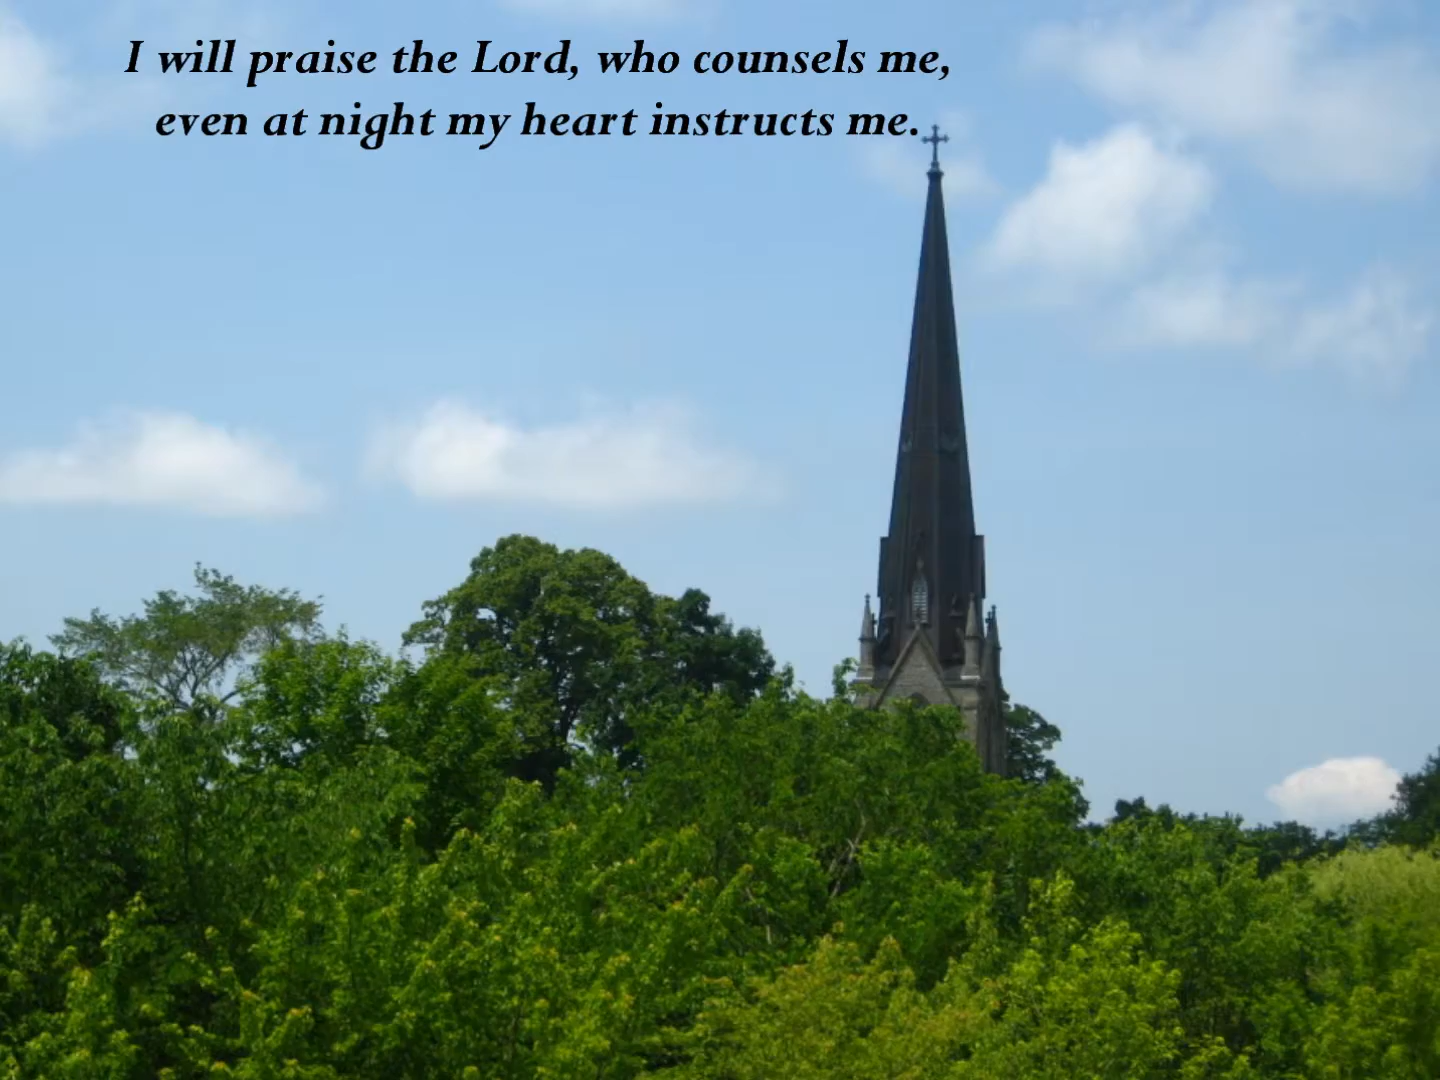 I will praise the Lord, who counsels me,
even at night my heart instructs me.